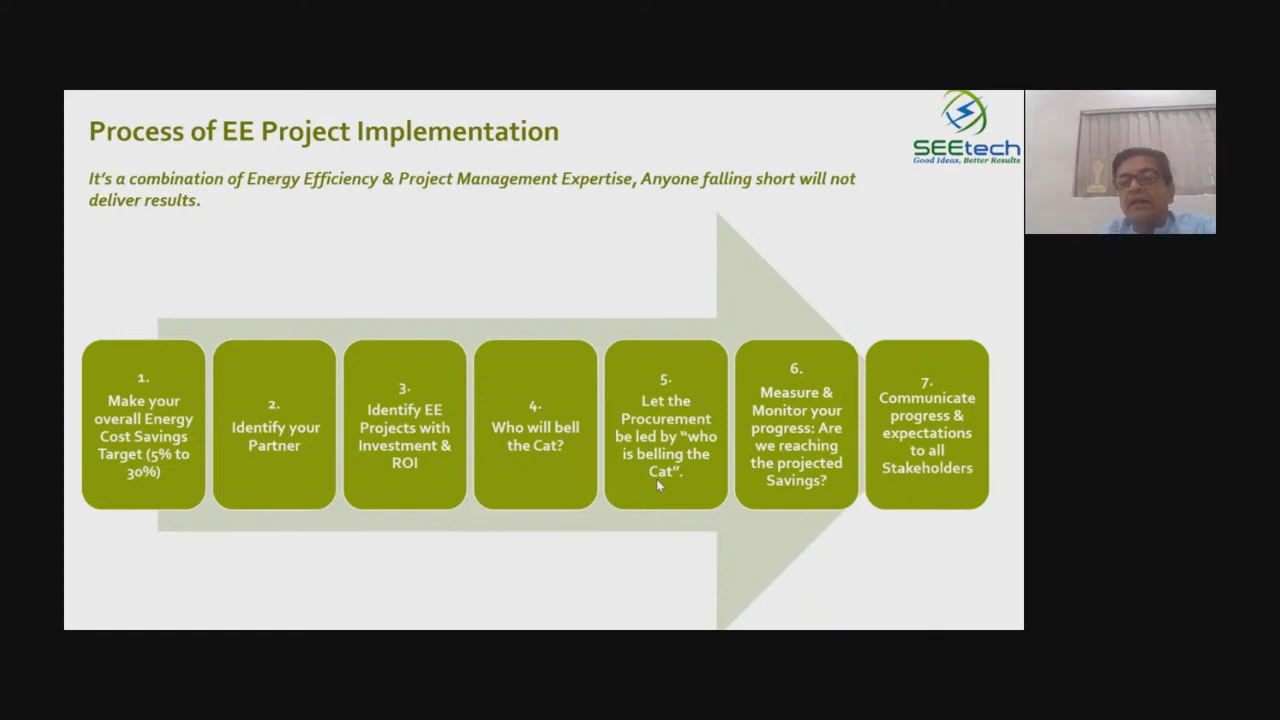 Process of EE Project Implementation
SEEtech
Good Ideas, Better Results
It's a combination of Energy Efficiency & Project Management Expertise, Anyone falling short will not
deliver results.
1.
Make your
overall Energy
Cost Savings
Target (5% to
30%)
2.
Identify your
Partner
3.
Identify EE
Projects with
Investment &
ROI
4.
Who will bell
the Cat?
5.
Let the
Procurement
be led by “who
is belling the
Cat”.
6.
Measure &
Monitor your
progress: Are
we reaching
the projected
Savings?
7.
Communicate
progress &
expectations
to all
Stakeholders